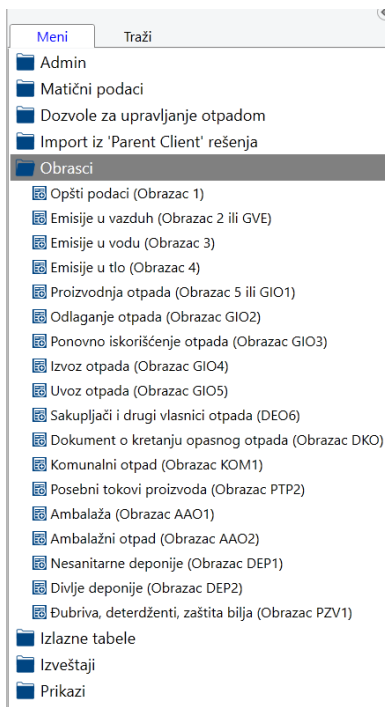 Meni Traži
Admin
Matični podaci
Dozvole za upravljanje otpadom
Import iz 'Parent Client' rešenja
Obrasci
Opšti podaci (Obrazac 1)
Emisije u vazduh (Obrazac 2 ili GVE)
Emisije u vodu (Obrazac 3)
Emisije u tlo (Obrazac 4)
Proizvodnja otpada (Obrazac 5 ili GIO1)
Odlaganje otpada (Obrazac GIO2)
Ponovno iskorišćenje otpada (Obrazac GIO3)
Izvoz otpada (Obrazac GIO4)
Uvoz otpada (Obrazac GIO5)
Sakupljači i drugi vlasnici otpada (DEO6)
Dokument o kretanju opasnog otpada (Obrazac DKO)
Komunalni otpad (Obrazac KOM1)
Posebni tokovi proizvoda (Obrazac PTP2)
Ambalaža (Obrazac AAO1)
Ambalažni otpad (Obrazac AAO2)
Nesanitarne deponije (Obrazac DEP1)
Divlje deponije (Obrazac DEP2)
Đubriva, deterdženti, zaštita bilja (Obrazac PZV1)
Izlazne tabele
Izveštaji
Prikazi